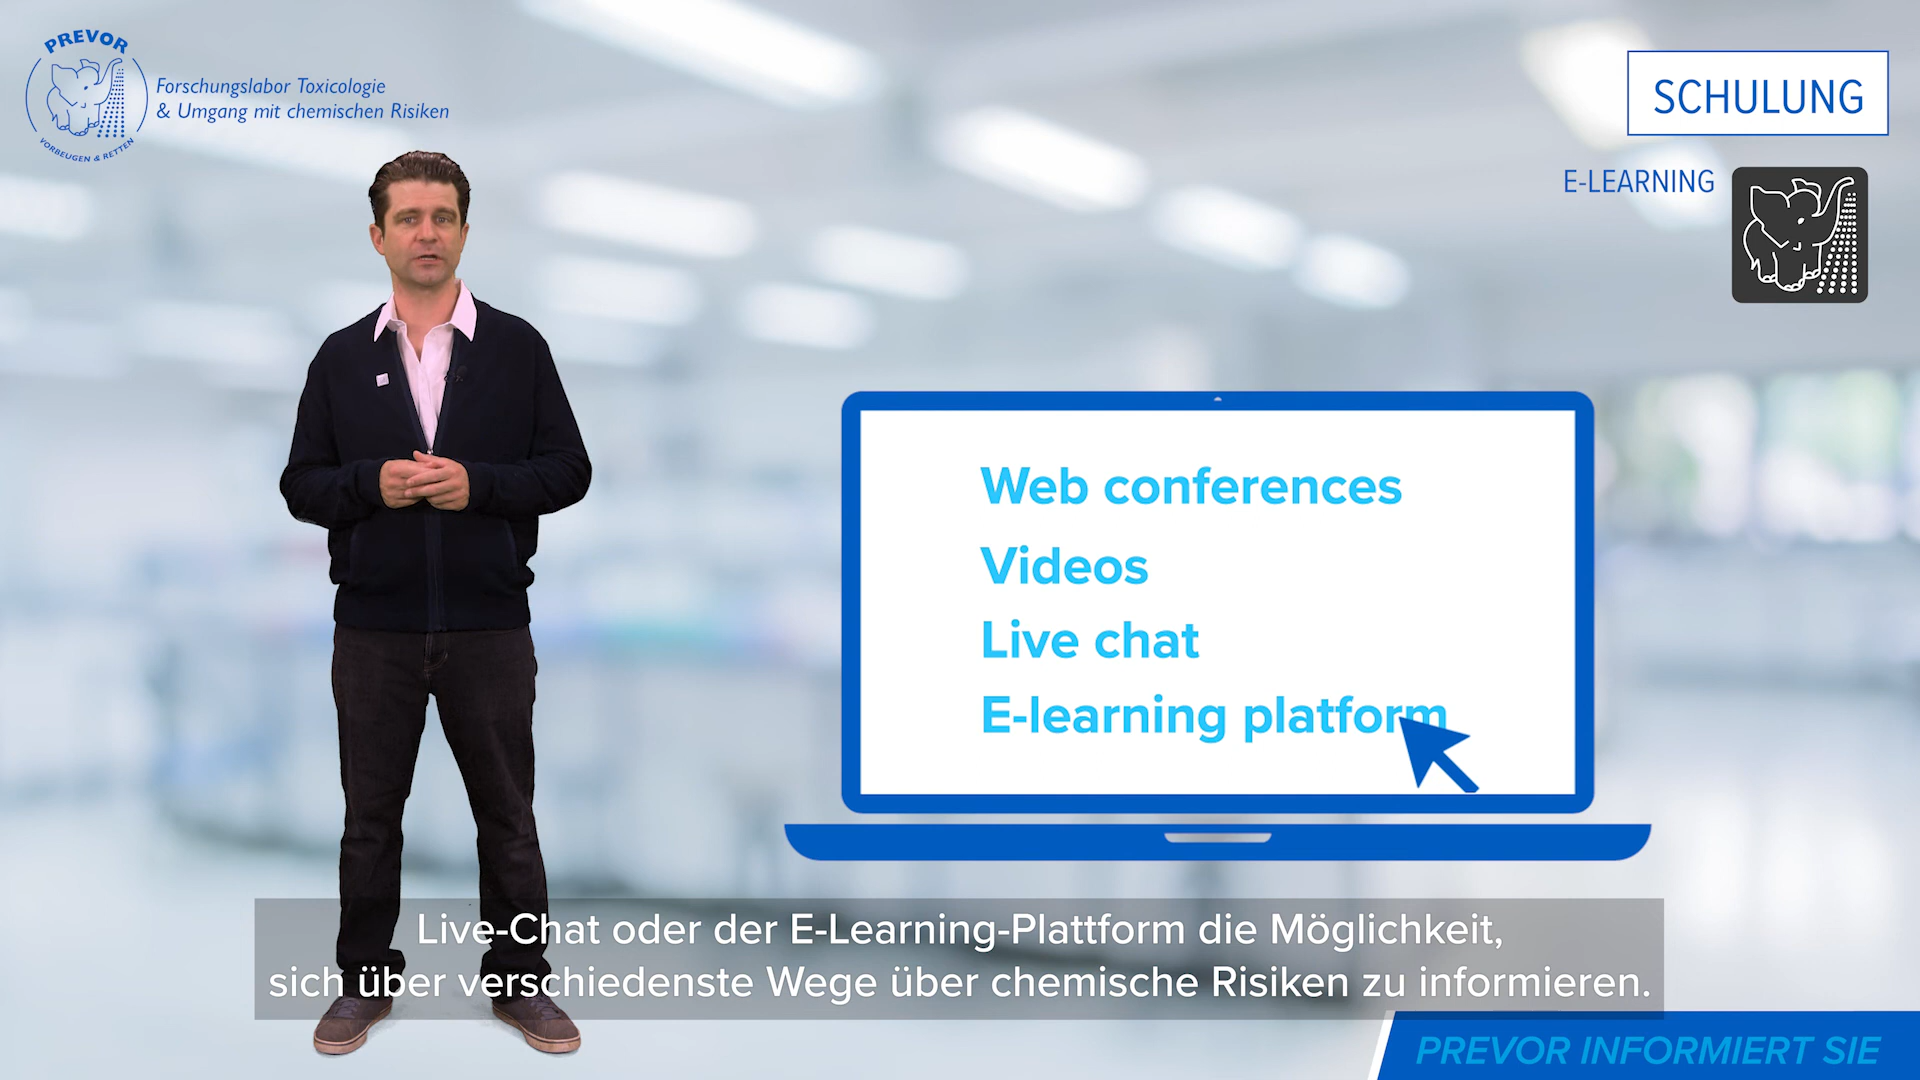 PREVOR
VORBEUGEN & RETTEN
Forschungslabor Toxicologie
& Umgang mit chemischen Risiken
SCHULUNG
E-LEARNING
Web conferences
Videos
Live chat
E-learning platform
Live-Chat oder der E-Learning-Plattform die Möglichkeit,
sich über verschiedenste Wege über chemische Risiken zu informieren.
PREVOR INFORMIERT SIE